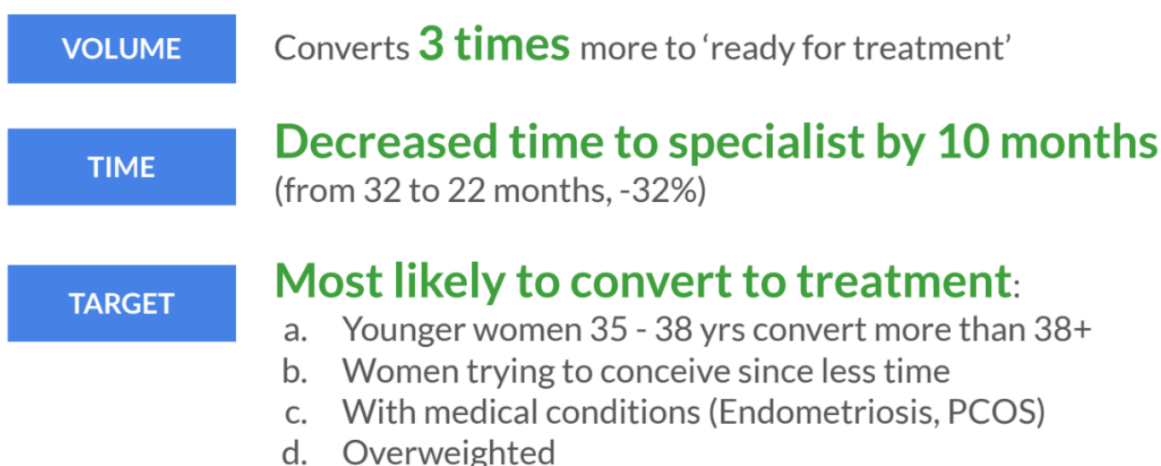 VOLUME
Converts 3 times more to ‘ready for treatment’
TIME
Decreased time to specialist by 10 months
(from 32 to 22 months, -32%)
TARGET
Most likely to convert to treatment:
a. Younger women 35 - 38 yrs convert more than 38+
b. Women trying to conceive since less time
c. With medical conditions (Endometriosis, PCOS)
d. Overweighted